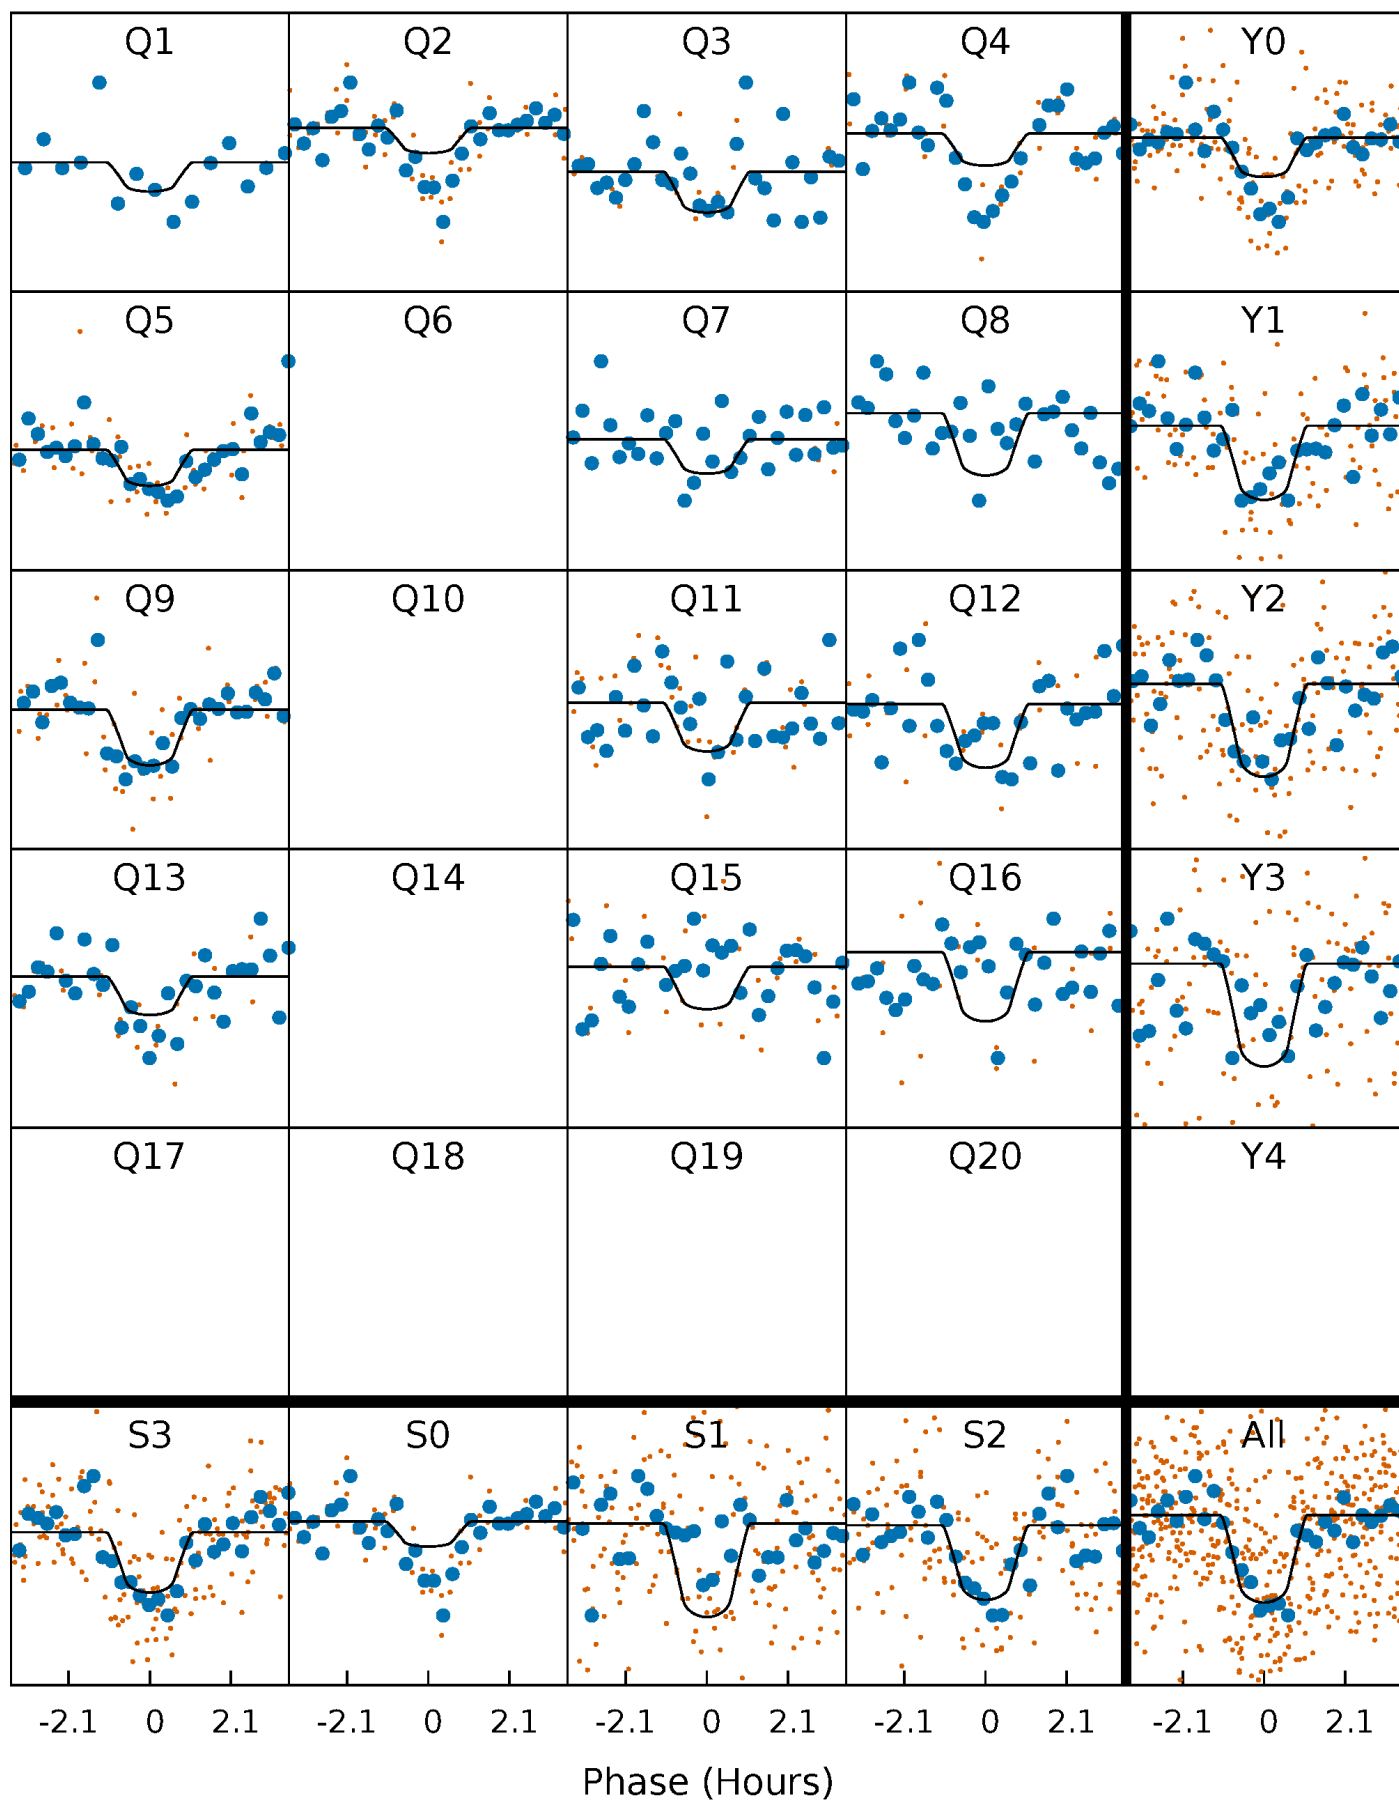 Q1 Q2 Q3 Q4 Y0
Q5 Q6 Q7 Q8 Y1
Q9 Q10 Q11 Q12 Y2
Q13 Q14 Q15 Q16 Y3
Q17 Q18 Q19 Q20 Y4
S3 S0 S1 S2 All
-2.1 0 2.1 -2.1 0 2.1 -2.1 0 2.1 -2.1 0 2.1 -2.1 0 2.1
Phase (Hours)